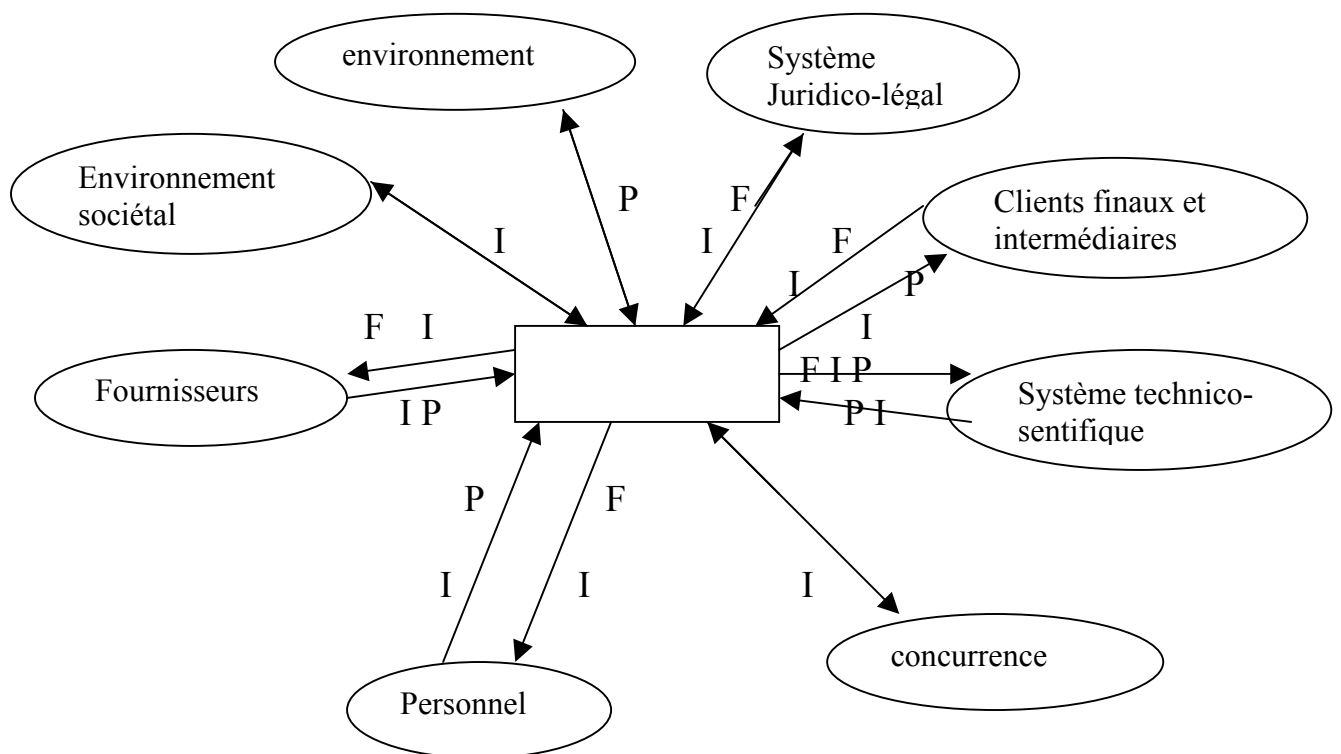 environnement
Système
Juridico-légal
Environnement
sociétal
P
F
Clients finaux et
intermédiaires
I
I
F
I
P
F I
I
Fournisseurs
F I P
Système technico-
sentifique
I P
P I
P
F
I
I
I
concurrence
Personnel